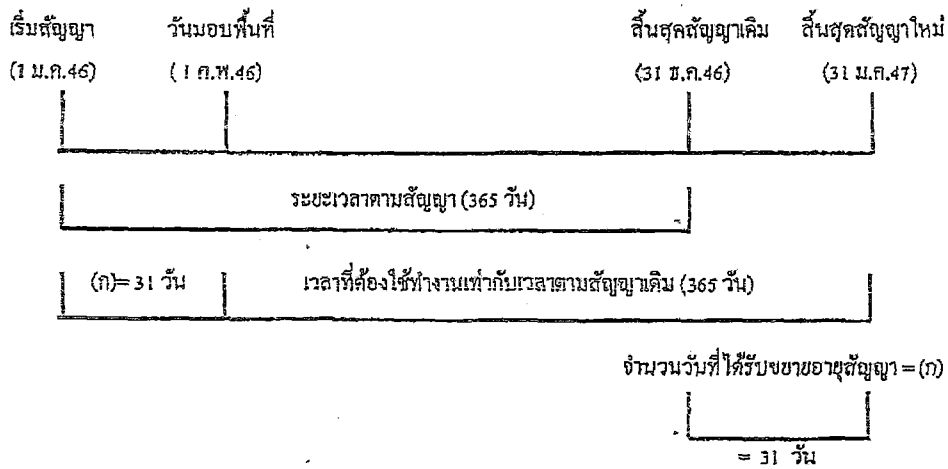 เริ่มสัญญา วันมอบพื้นที่ สิ้นสุดสัญญาเดิม สิ้นสุดสัญญาใหม่
(1 ม.ค.46) (1 ก.พ.46) (31 ธ.ค.46) (31 ม.ค.47)
ระยะเวลาตามสัญญา (365 วัน)
(ก)= 31 วัน เวลาที่ต้องใช้ทำงานเท่ากับเวลาตามสัญญาเดิม (365 วัน)
จำนวนวันที่ได้รับขยายอายุสัญญา = (ก)
= 31 วัน